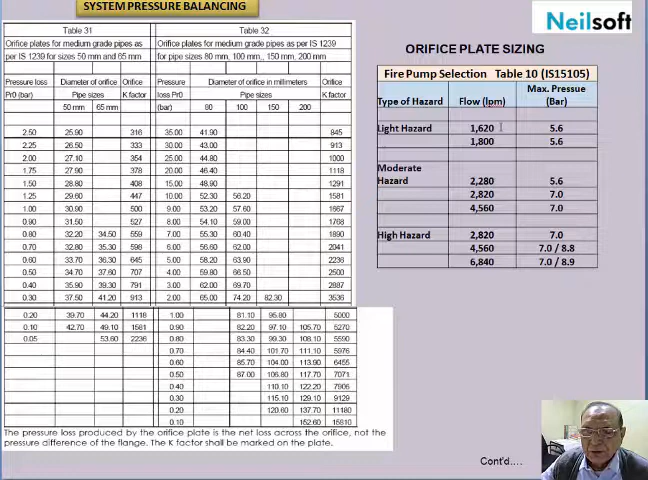 SYSTEM PRESSURE BALANCING
Neilsoft
Table 31 Table 32
Orifice plates for medium grade pipes as Orifice plates for medium grade pipes as per IS 1239
per IS 1239 for sizes 50 mm and 65 mm for pipe sizes 80 mm, 100 mm,, 150 mm, 200 mm
Pressure loss Diameter of orifice Orifice Pressure Diameter of orifice in millimeters Orifice
Pr0 (bar) Pipe sizes K factor loss Pr0 Pipe sizes K factor
50 mm 65 mm (bar) 80 100 150 200
2.50 25.90 316 35.00 41.90 845
2.25 26.50 333 30.00 43.00 913
2.00 27.10 354 25.00 44.80 1000
1.75 27.90 378 20.00 46.40 1118
1.50 28.80 408 15.00 48.90 1291
1.25 29.60 447 10.00 52.30 56.20 1581
1.00 30.90 500 9.00 53.20 57.60 1667
0.90 31.50 527 8.00 54.10 59.00 1768
0.80 32.20 34.50 559 7.00 55.30 60.40 1890
0.70 32.80 35.30 598 6.00 56.60 62.00 2041
0.60 33.70 36.30 645 5.00 58.20 63.90 2236
0.50 34.70 37.60 707 4.00 59.80 66.50 2500
0.40 35.90 39.30 791 3.00 62.00 69.70 2887
0.30 37.50 41.20 913 2.00 65.00 74.20 82.30 3536
0.20 39.70 44.20 1118 1.00 81.10 95.80 5000
0.10 42.70 49.10 1581 0.90 82.20 97.10 105.70 5270
0.05 53.60 2236 0.80 83.30 99.30 108.10 5590
0.70 84.40 101.70 111.10 5976
0.60 85.70 104.00 113.90 6455
0.50 87.00 106.80 117.70 7071
0.40 110.10 122.20 7906
0.30 115.10 129.10 9129
0.20 120.60 137.70 11180
0.10 152.60 15810
The pressure loss produced by the orifice plate is the net loss across the orifice, not the
pressure difference of the flange. The K factor shall be marked on the plate.
ORIFICE PLATE SIZING
Fire Pump Selection Table 10 (IS15105)
Type of Hazard Flow (lpm) Max. Pressue
(Bar)
Light Hazard 1,620 5.6
1,800 5.6
Moderate
Hazard 2,280 5.6
2,820 7.0
4,560 7.0
High Hazard 2,820 7.0
4,560 7.0 / 8.8
6,840 7.0 / 8.9
Cont'd....